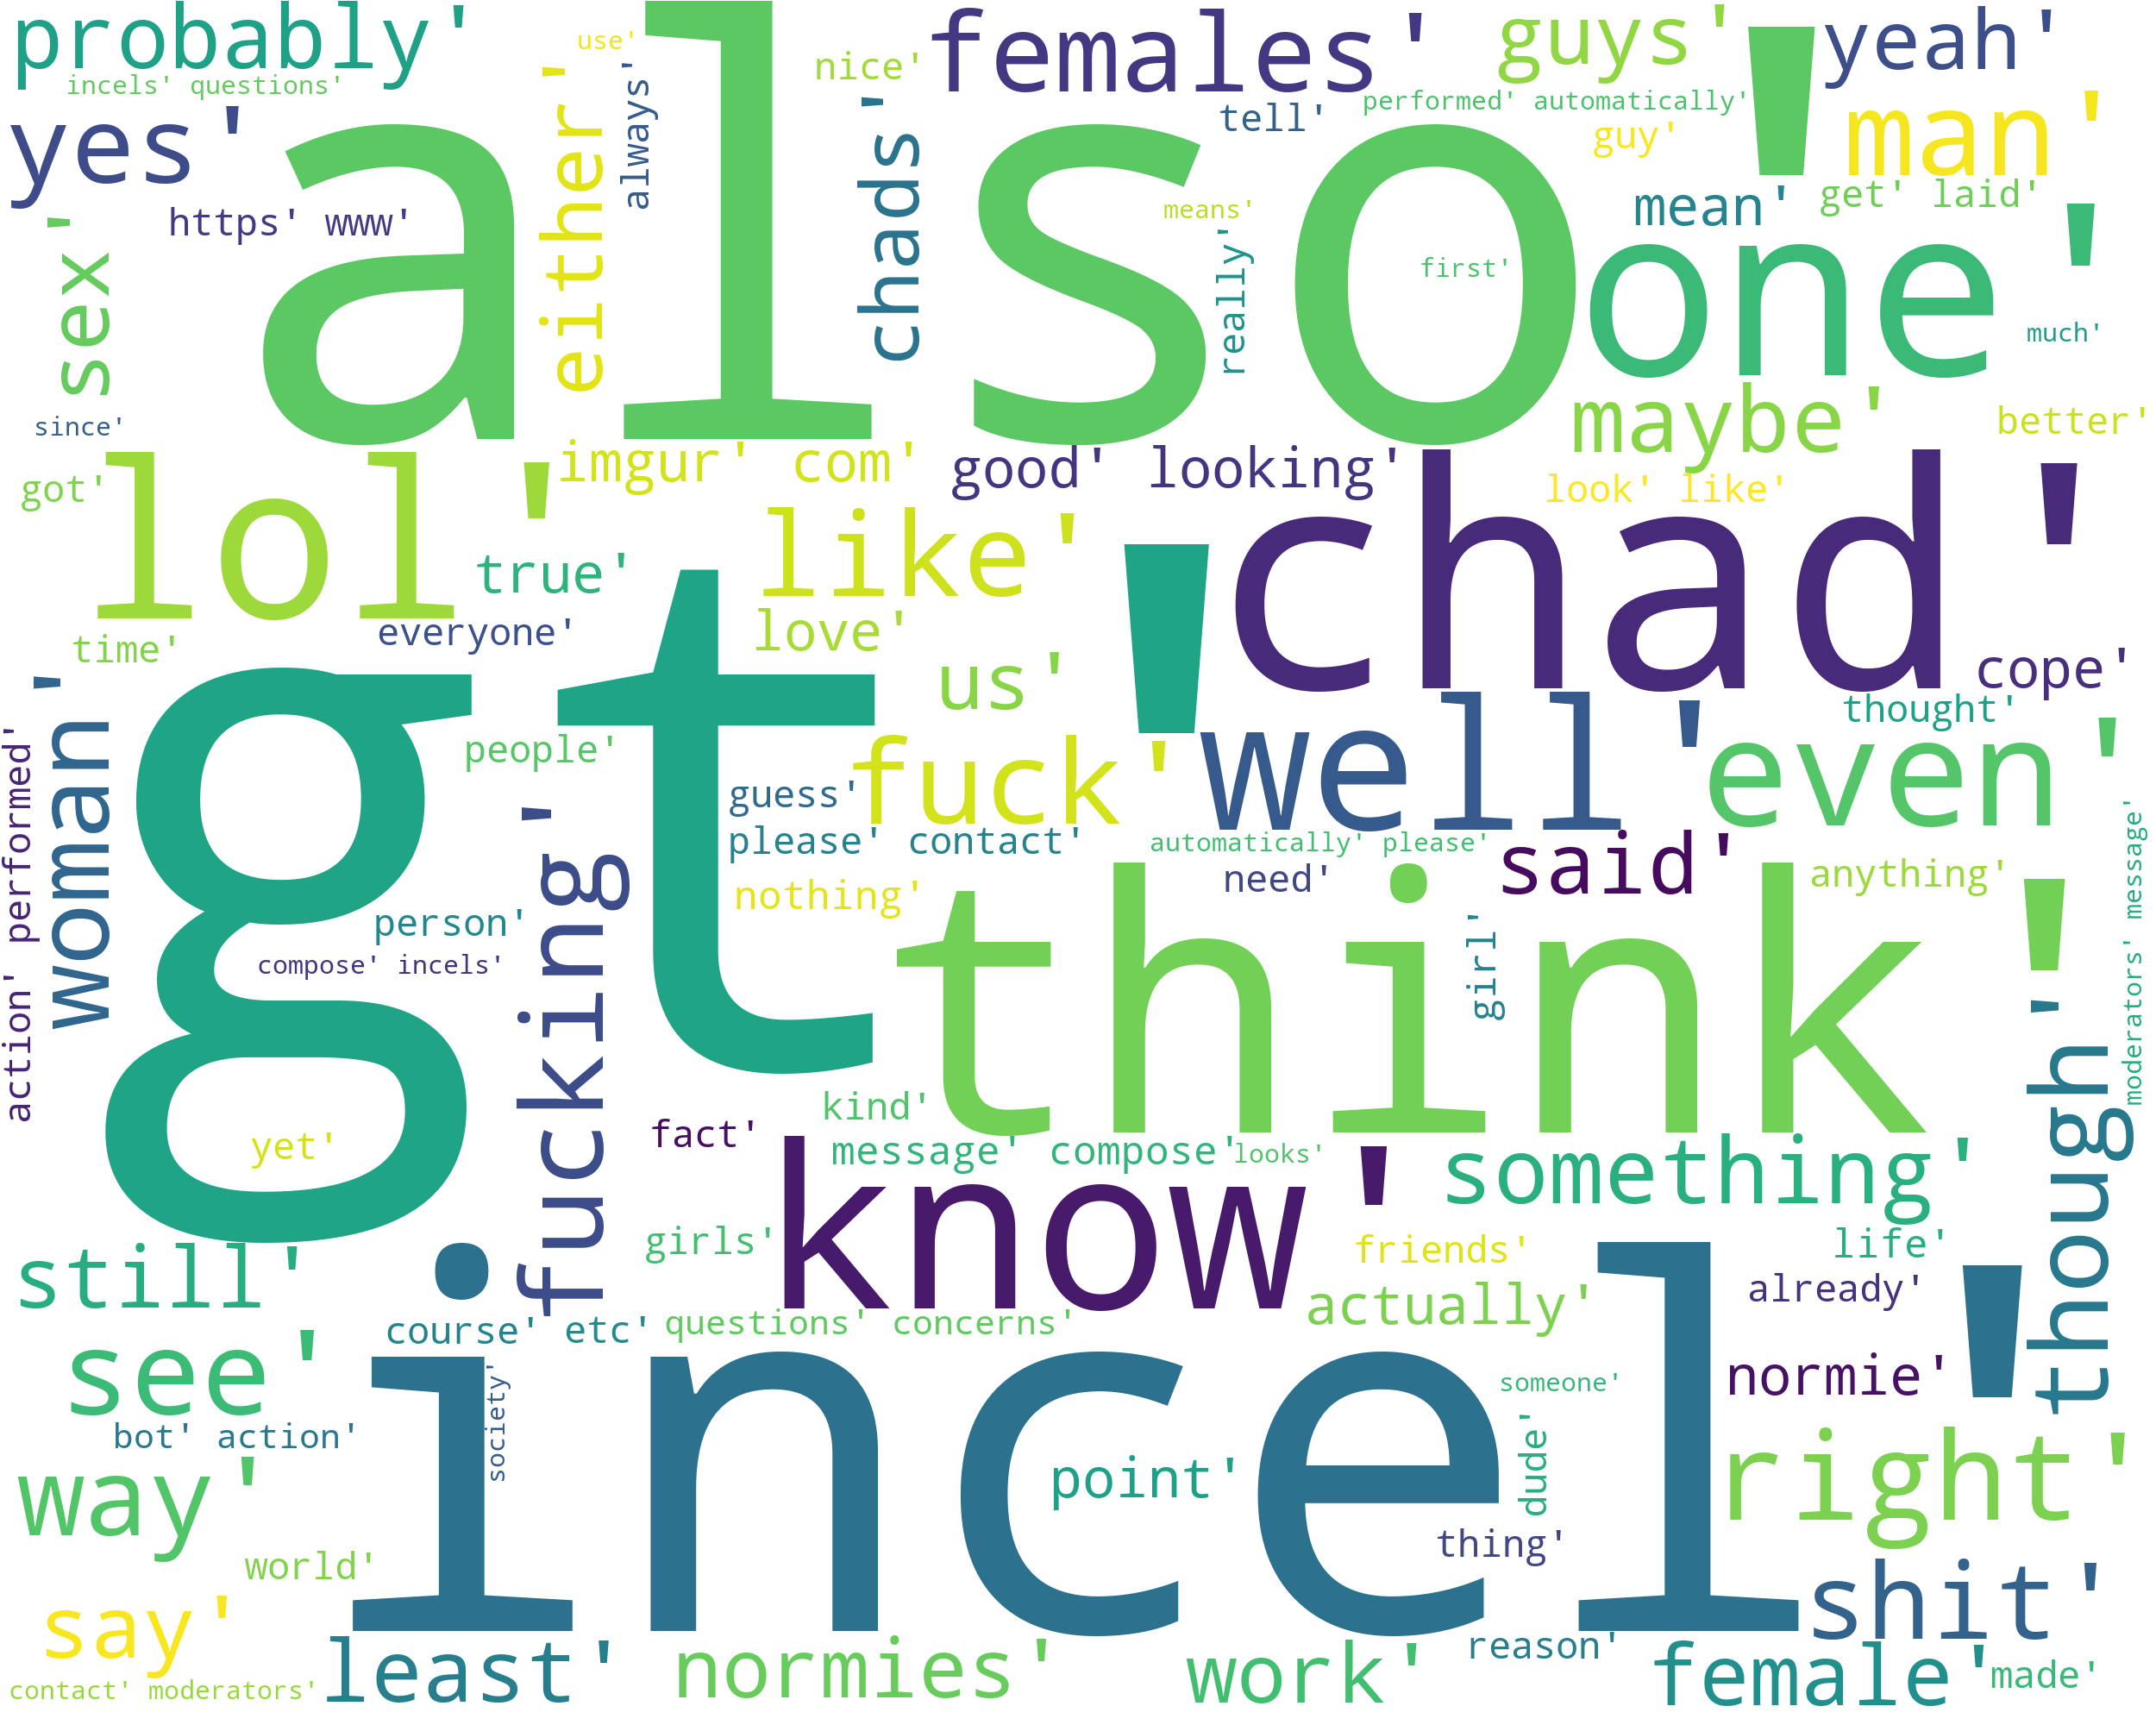 probably'
use'
nice'
females'
guys'
yeah'
incels' questions'
either'
always'
chads'
tell'
performed' automatically'
guy'
man'
yes'
also'
https' www'
sex'
means'
really'
first'
mean'
get' laid'
one'
much'
since'
maybe'
better'
got'
lol'
imgur' com'
good' looking'
look' like'
chad'
true'
like'
time'
everyone'
love'
us'
cope'
woman'
action' performed'
gt'
people'
fuck'
well'
thought'
even'
guess'
please' contact'
automatically' please'
said'
moderators' message'
nothing'
need'
anything'
person'
fucking'
think'
girl'
compose' incels'
though'
yet'
fact'
kind'
message' compose'
looks'
something'
know'
girls'
friends'
life'
still'
already'
course'
etc'
questions' concerns'
actually'
see'
society'
incel'
someone'
normie'
bot' action'
point'
dude'
right'
way'
thing'
world'
shit'
say'
least'
normies'
work'
reason'
female'
made'
contact' moderators'